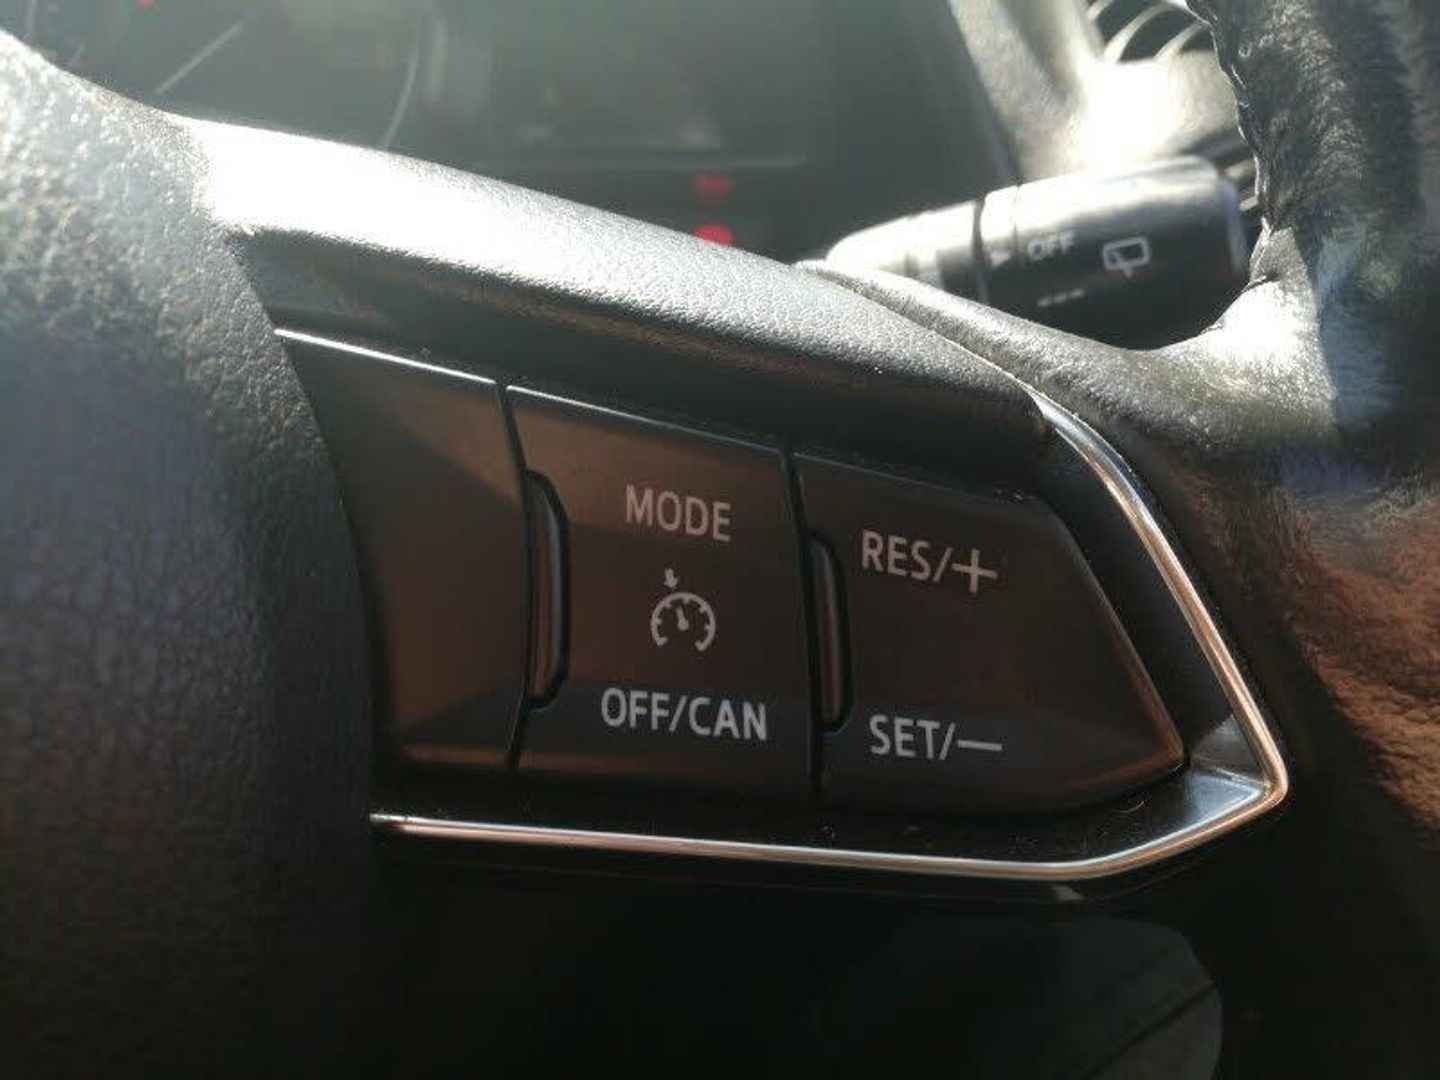 OFF
MODE
RES/+
OFF/CAN
SET/—